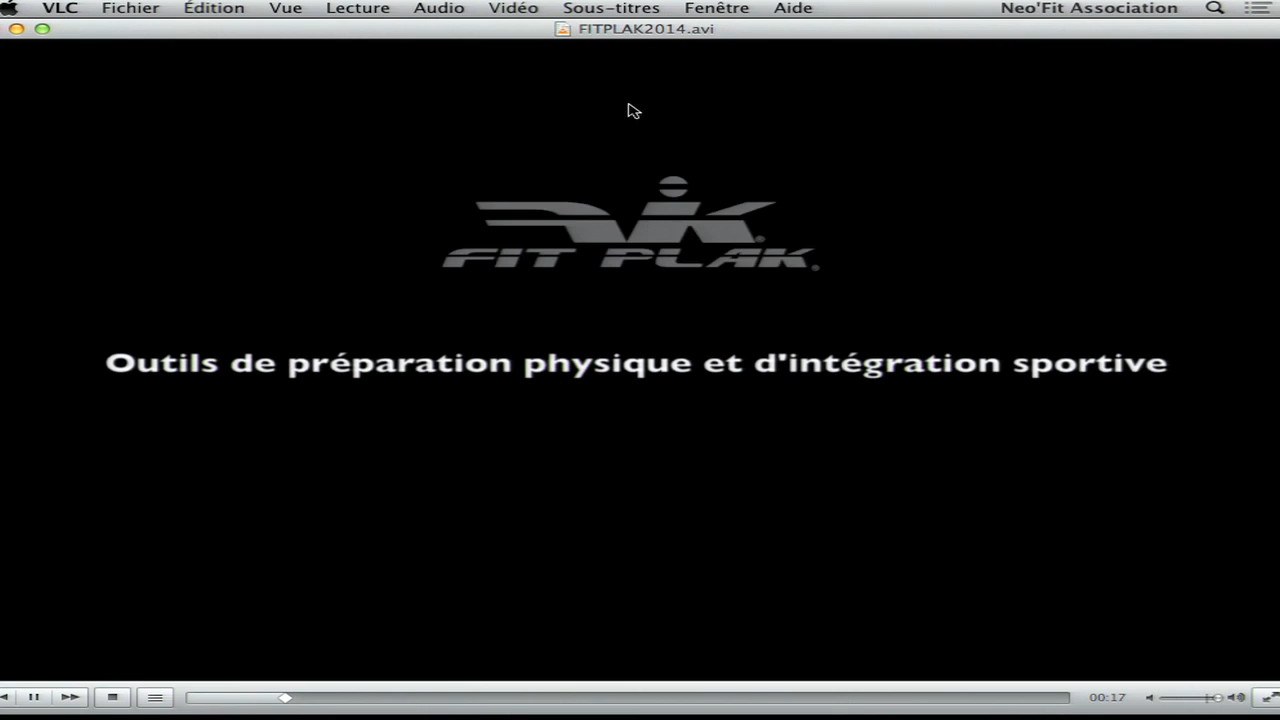 VLC Fichier Édition Vue Lecture Audio Vidéo Sous-titres Fenêtre Aide Neo'Fit Association
FITPLAK2014.avi
FIT PLAK®
Outils de préparation physique et d'intégration sportive
00:17